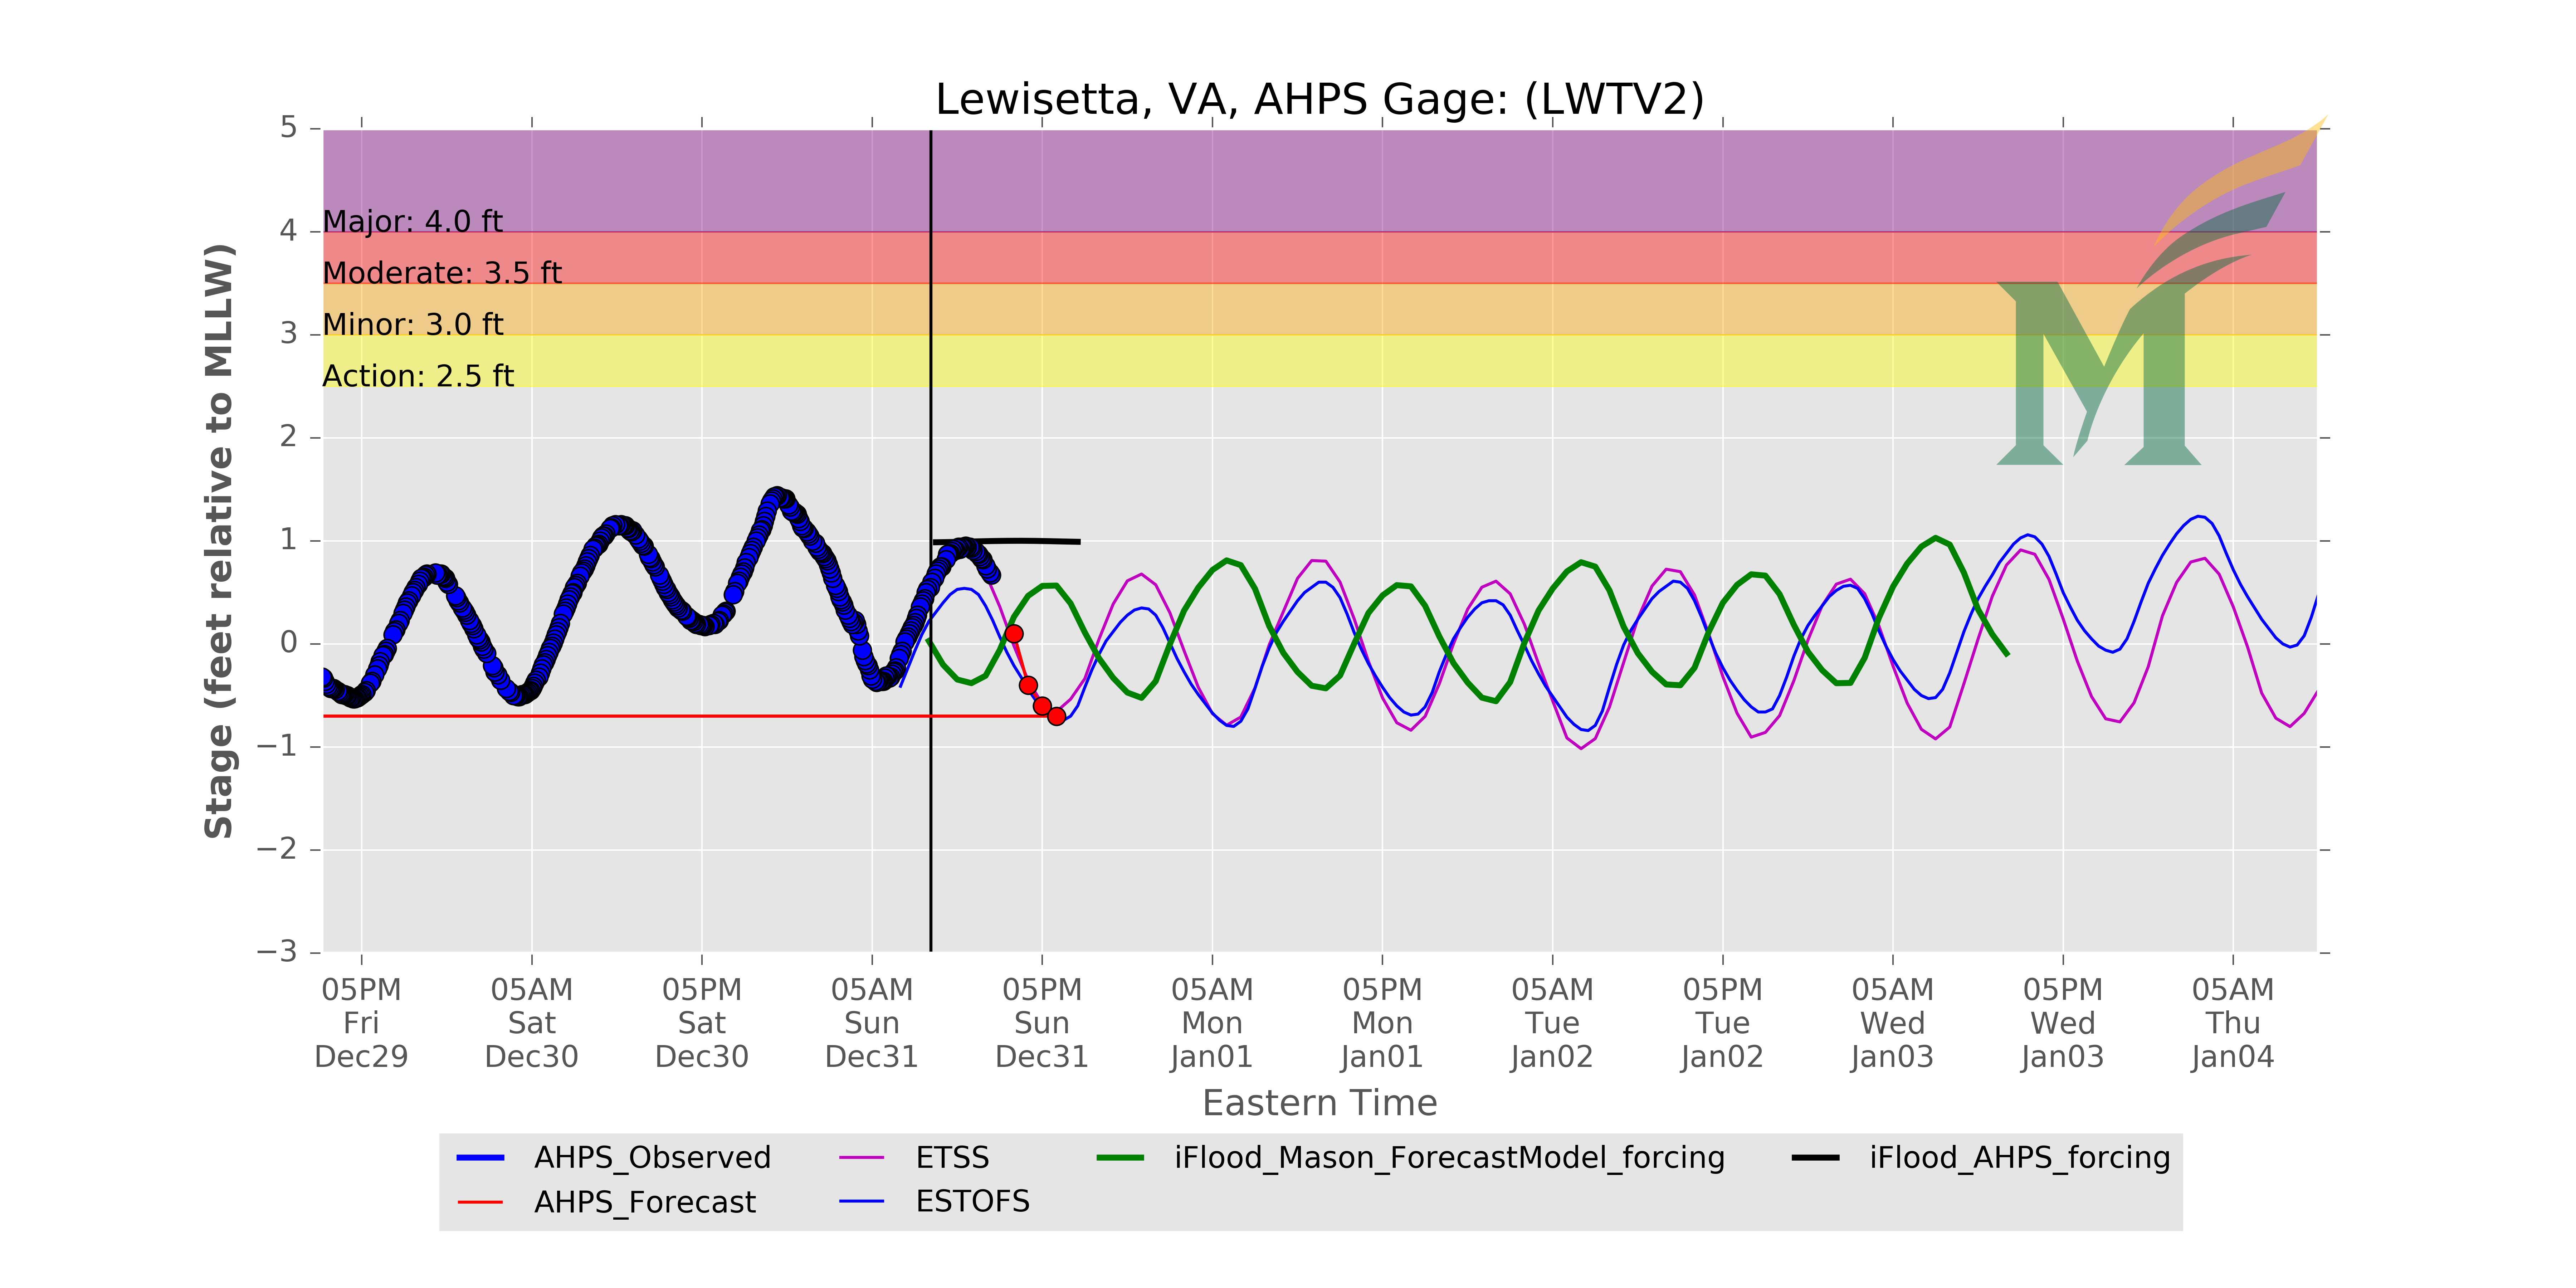 Lewisetta, VA, AHPS Gage: (LWTV2)
Stage (feet relative to MLLW)
5
4
3
2
1
0
−1
−2
−3
Major: 4.0 ft
Moderate: 3.5 ft
Minor: 3.0 ft
Action: 2.5 ft
M
05PM 05AM 05PM 05AM 05PM 05AM 05PM 05AM 05PM 05AM 05PM 05AM
Fri Sat Sat Sun Sun Mon Mon Tue Tue Wed Wed Thu
Dec29 Dec30 Dec30 Dec31 Dec31 Jan01 Jan01 Jan02 Jan02 Jan03 Jan03 Jan04
Eastern Time
AHPS_Observed ETSS iFlood_Mason_ForecastModel_forcing iFlood_AHPS_forcing
AHPS_Forecast ESTOFS